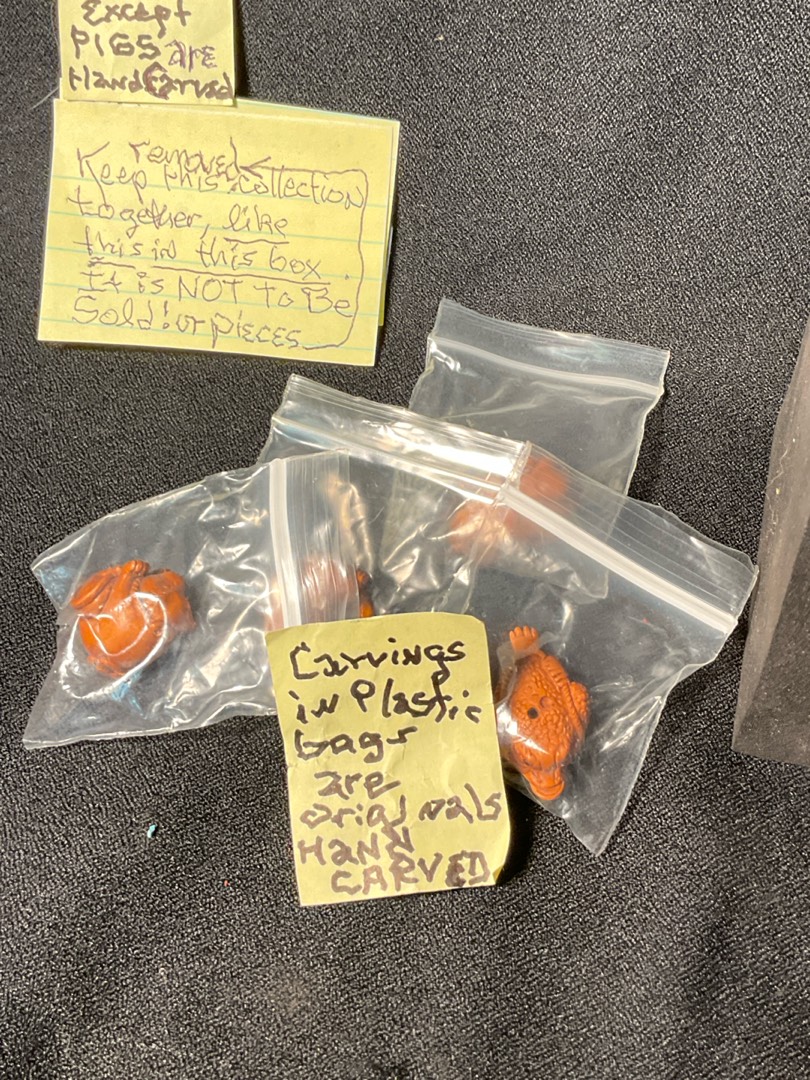 Except
PIGS are
Hand Carved
removed
Keep this collection
together, like
this in this box.
It is NOT to Be
Sold! or pieces
Carvings
in Plastic
bags
are
originals
HAND
CARVED